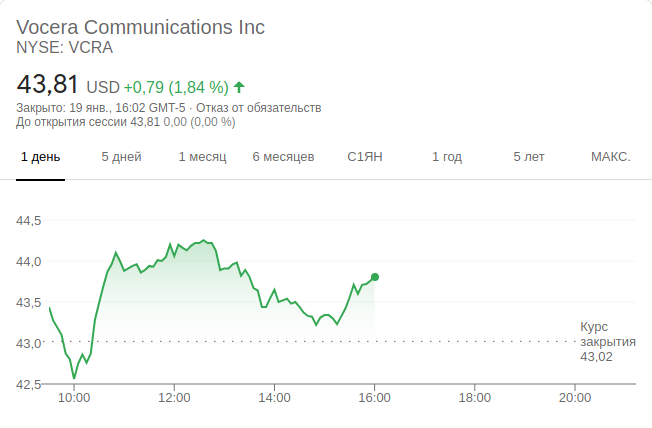 Vocera Communications Inc
NYSE: VCRA
43,81 USD +0,79 (1,84 %)
Закрыто: 19 янв., 16:02 GMT-5 · Отказ от обязательств
До открытия сессии 43,81 0,00 (0,00 %)
1 день 5 дней 1 месяц 6 месяцев С1ЯН 1 год 5 лет МАКС.
44,5
44,0
43,5
43,0
42,5
Курс
закрытия
43,02
10:00 12:00 14:00 16:00 18:00 20:00